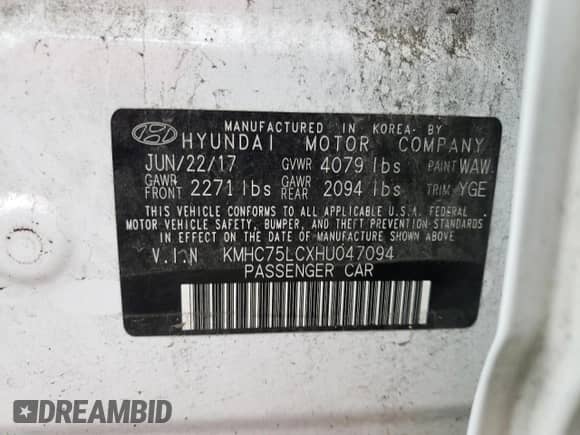 MANUFACTURED IN KOREA BY
HYUNDAI MOTOR COMPANY
JUN/22/17 GVWR 4079 lbs PAINT WAW
GAWR FRONT 2271 lbs GAWR REAR 2094 lbs TRIM YGE
THIS VEHICLE CONFORMS TO ALL APPLICABLE U.S.A. FEDERAL
MOTOR VEHICLE SAFETY, BUMPER, AND THEFT PREVENTION STANDARDS
IN EFFECT ON THE DATE OF MANUFACTURE SHOWN ABOVE.
V.I.N KMHC75LCXHU047094
PASSENGER CAR
DREAMBID